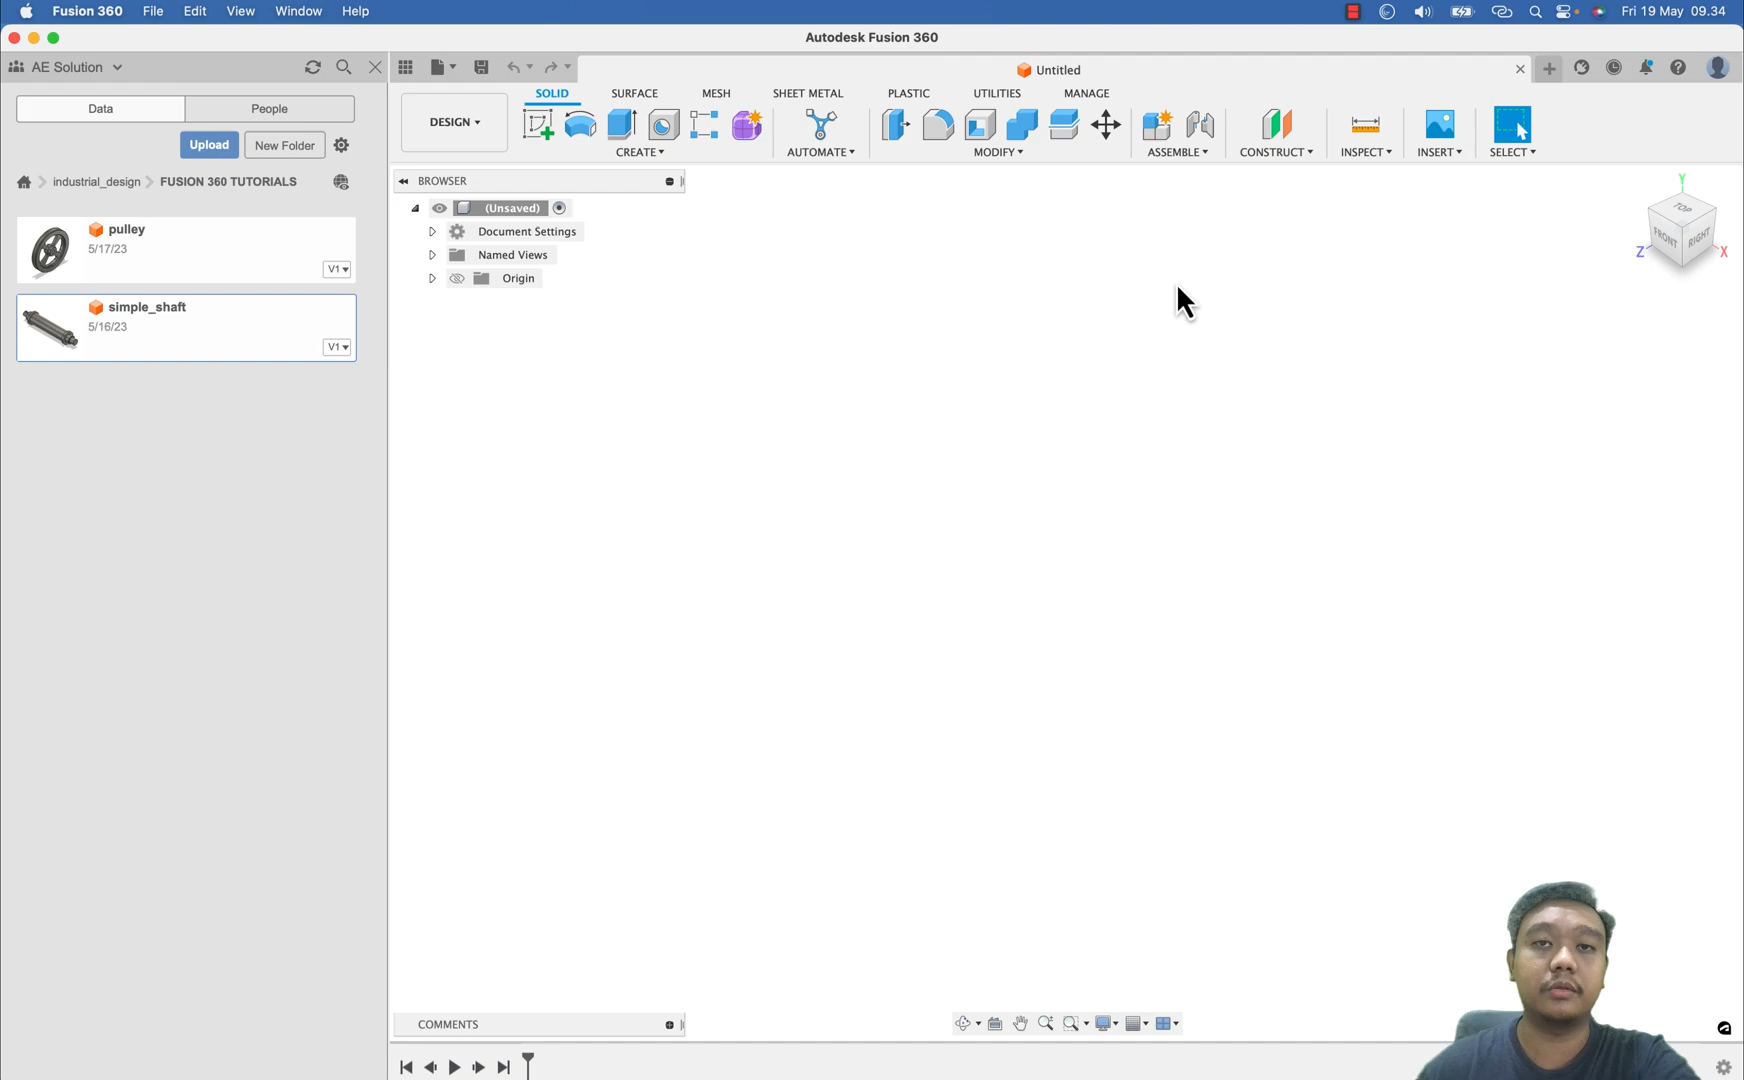 Fusion 360 File Edit View Window Help Fri 19 May 09.34
Autodesk Fusion 360
AE Solution
Untitled
Data People
Upload New Folder
industrial_design FUSION 360 TUTORIALS
pulley
5/17/23
V1
simple_shaft
5/16/23
V1
DESIGN
SOLID SURFACE MESH SHEET METAL PLASTIC UTILITIES MANAGE
CREATE AUTOMATE MODIFY ASSEMBLE CONSTRUCT INSPECT INSERT SELECT
BROWSER
(Unsaved)
Document Settings
Named Views
Origin
Y
TOP
FRONT RIGHT
Z X
COMMENTS